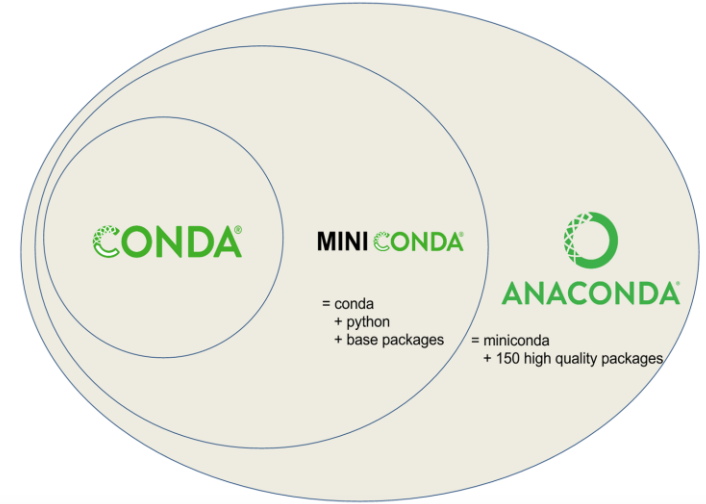 CONDA®
MINI CONDA®
= conda
+ python
+ base packages
ANACONDA®
= miniconda
+ 150 high quality packages